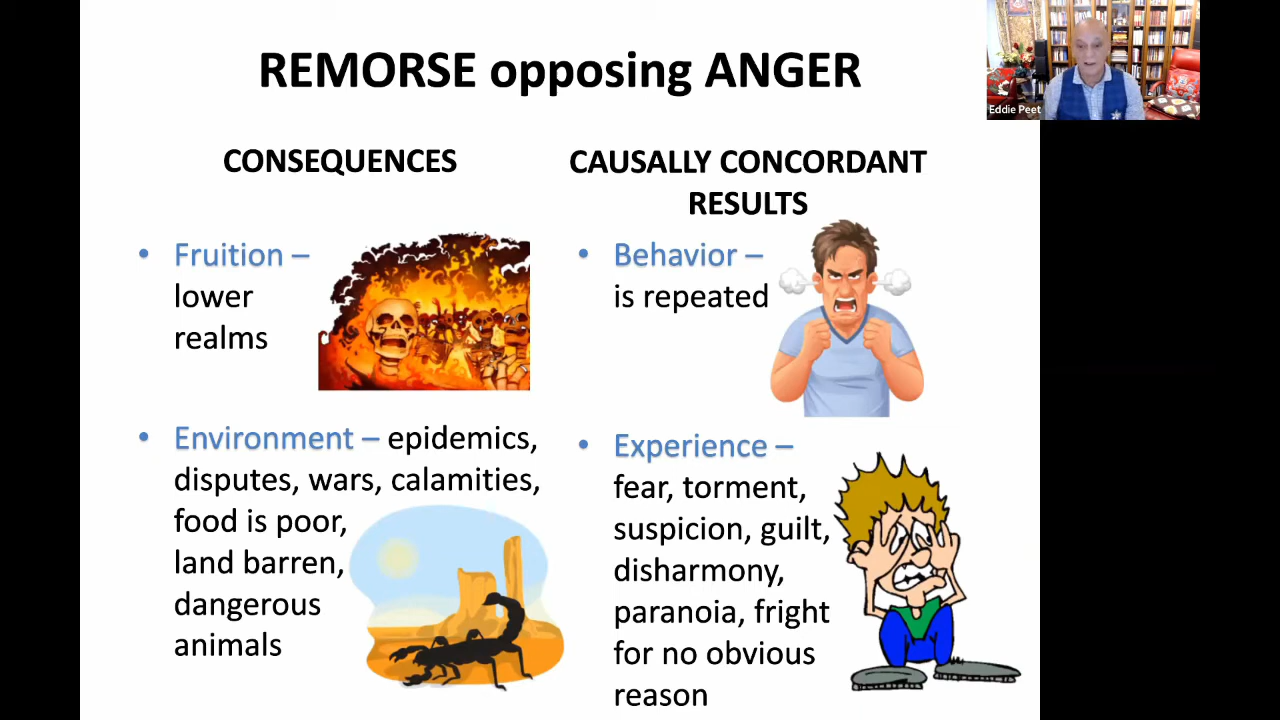 REMORSE opposing ANGER
Eddie Peet
CONSEQUENCES
• Fruition –
lower
realms
• Environment – epidemics,
disputes, wars, calamities,
food is poor,
land barren,
dangerous
animals
CAUSALLY CONCORDANT
RESULTS
• Behavior –
is repeated
• Experience –
fear, torment,
suspicion, guilt,
disharmony,
paranoia, fright
for no obvious
reason